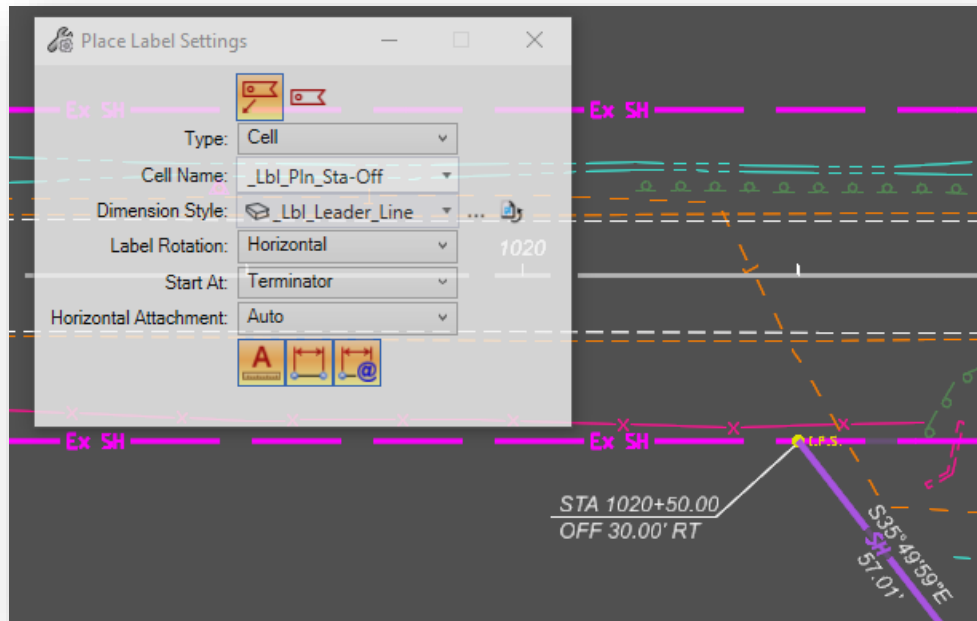 Place Label Settings
Ex SH
Ex SH
Type: Cell
Cell Name: _Lbl_Pln_Sta-Off
Dimension Style: _Lbl_Leader_Line ...
Label Rotation: Horizontal
1020
Start At: Terminator
Horizontal Attachment: Auto
A
@
Ex SH
Ex SH
I.P.S.
STA 1020+50.00
OFF 30.00' RT
S35°49'59"E
SH
57.01'